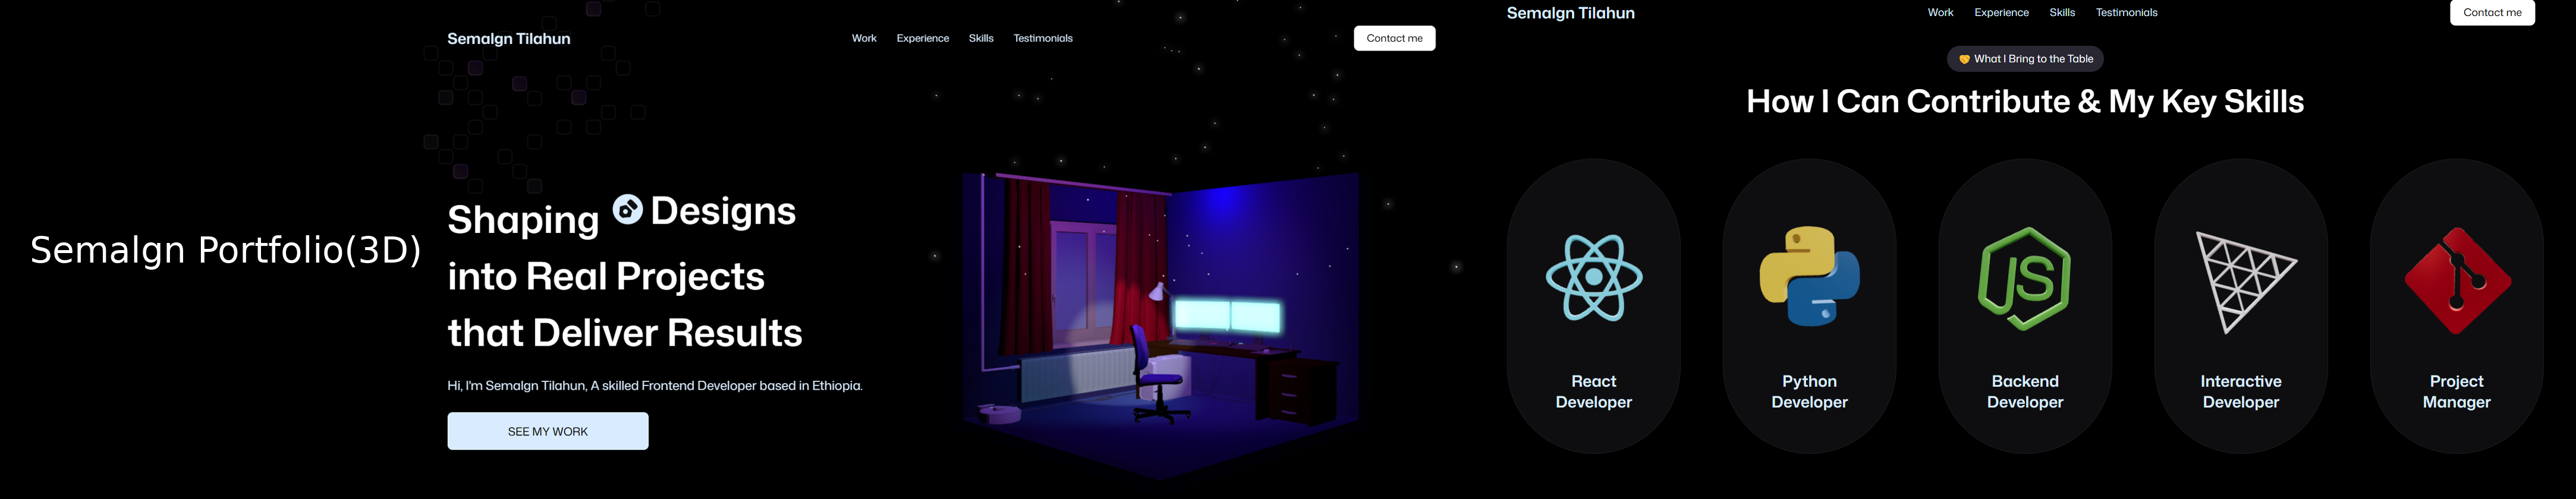 Semalgn Portfolio(3D)
Semalgn Tilahun
Work Experience Skills Testimonials
Contact me
Shaping Designs
into Real Projects
that Deliver Results
Hi, I'm Semalgn Tilahun, A skilled Frontend Developer based in Ethiopia.
SEE MY WORK
Semalgn Tilahun
Work Experience Skills Testimonials
Contact me
What I Bring to the Table
How I Can Contribute & My Key Skills
React
Developer
Python
Developer
JS
Backend
Developer
Interactive
Developer
Project
Manager